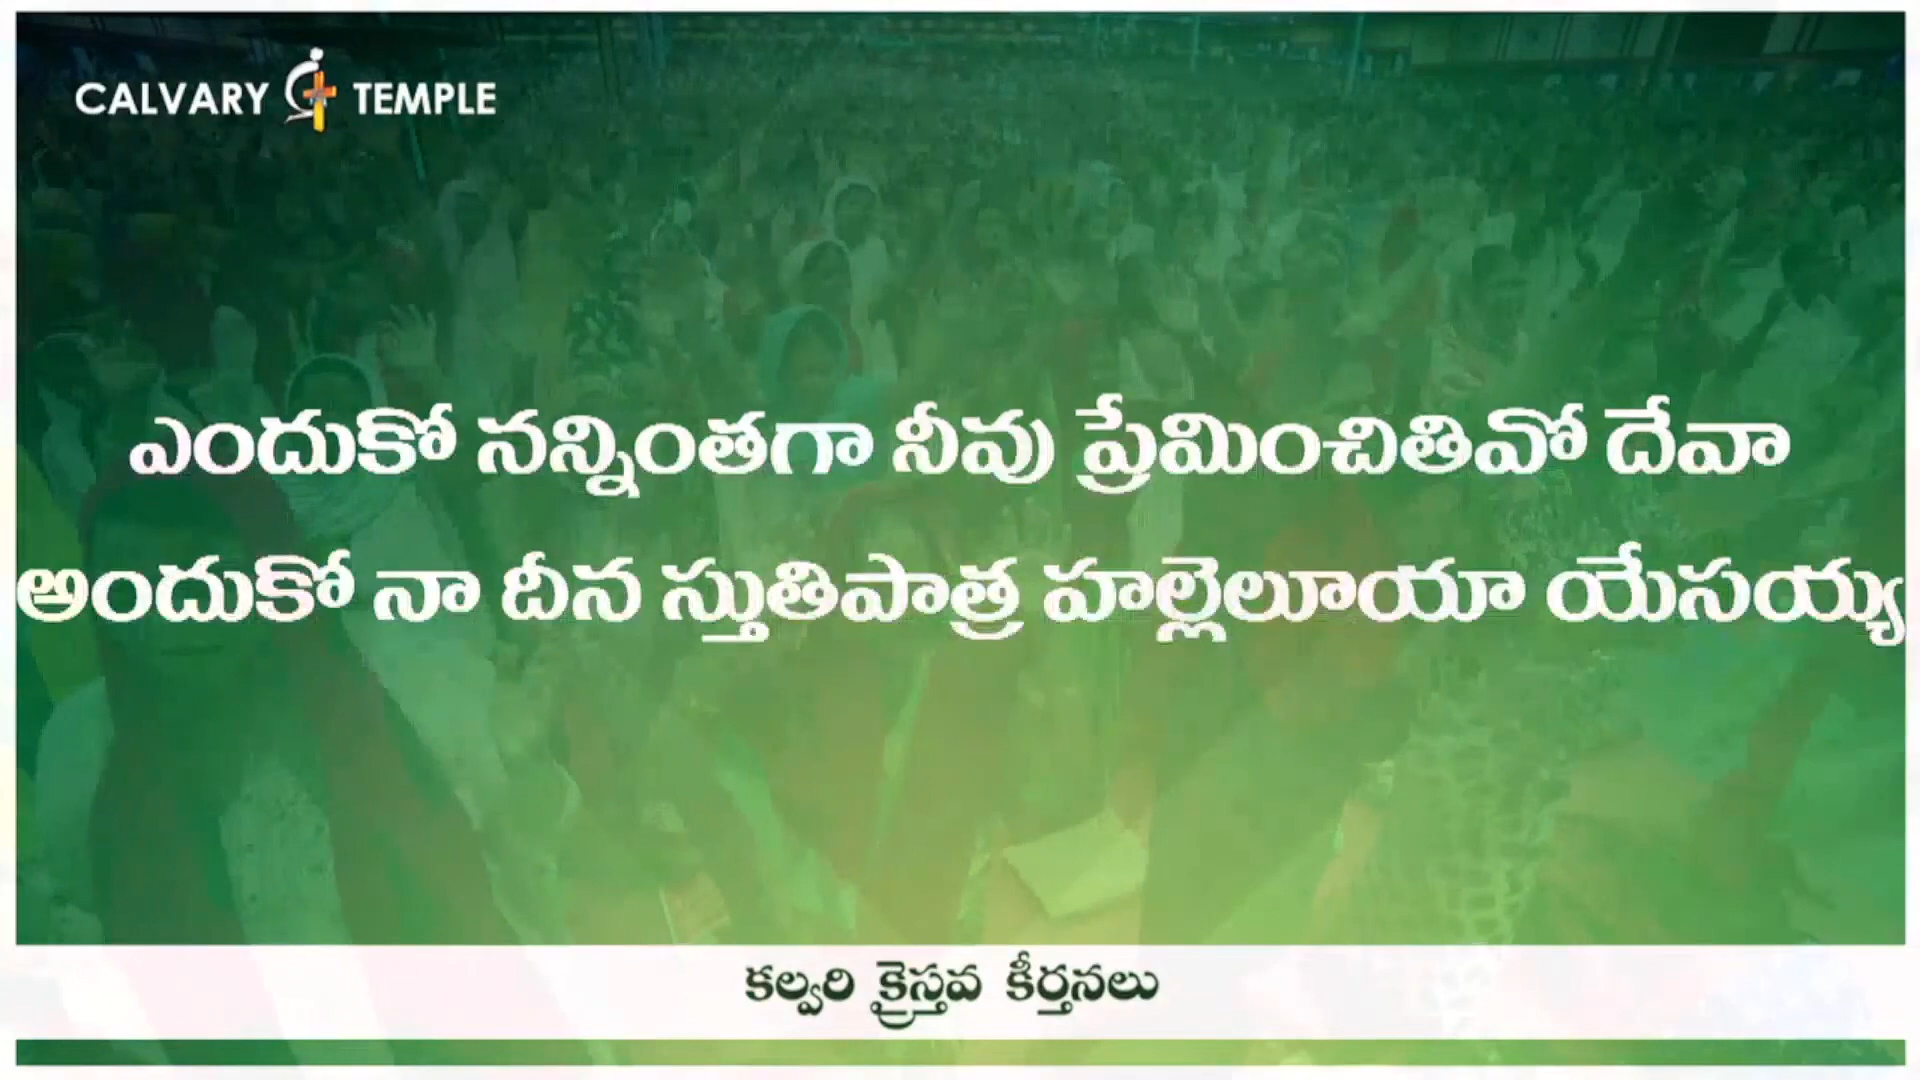 CALVARY TEMPLE
ఎందుకో నన్నింతగా నీవు ప్రేమించితివో దేవా
అందుకో నా దీన స్తుతిపాత్ర హల్లెలూయా యేసయ్య
కల్వరి క్రైస్తవ కీర్తనలు